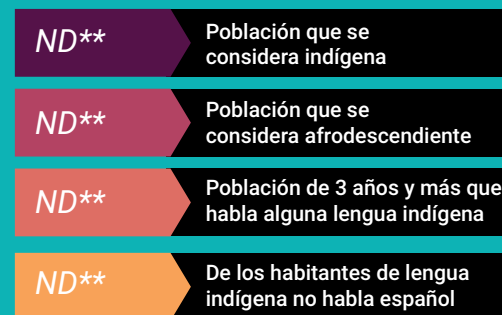 ND**
Población que se
considera indígena
ND**
Población que se
considera afrodescendiente
ND**
Población de 3 años y más que
habla alguna lengua indígena
ND**
De los habitantes de lengua
indígena no habla español